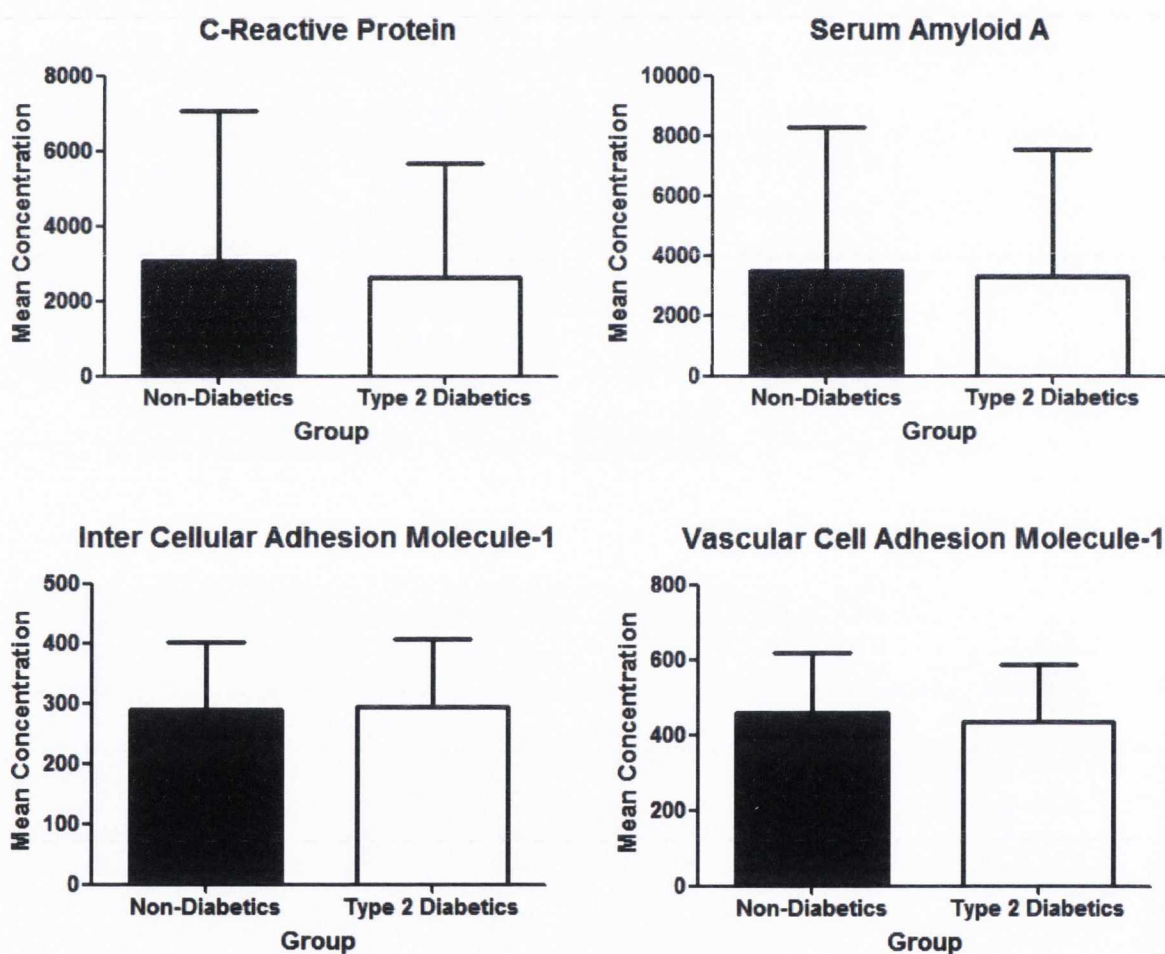 C-Reactive Protein
8000
6000
4000
2000
0
Mean Concentration
Non-Diabetics
Type 2 Diabetics
Group
Serum Amyloid A
10000
8000
6000
4000
2000
0
Mean Concentration
Non-Diabetics
Type 2 Diabetics
Group
Inter Cellular Adhesion Molecule-1
500
400
300
200
100
0
Mean Concentration
Non-Diabetics
Type 2 Diabetics
Group
Vascular Cell Adhesion Molecule-1
800
600
400
200
0
Mean Concentration
Non-Diabetics
Type 2 Diabetics
Group